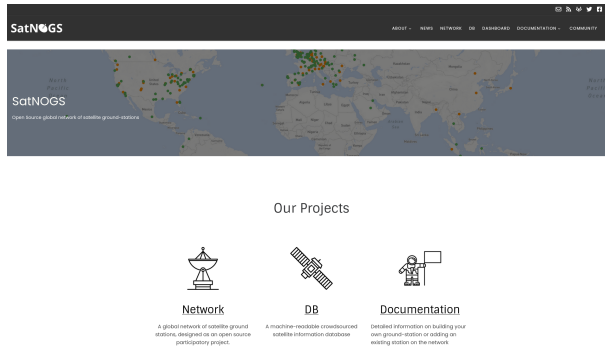 SatNOGS
ABOUT NEWS NETWORK DB DASHBOARD DOCUMENTATION COMMUNITY
North
Pacific
SatNOGS
Open Source global network of satellite ground-stations
Our Projects
Network
A global network of satellite ground
stations, designed as an open source
participatory project.
DB
A machine-readable crowdsourced
satellite information database
Documentation
Detailed information on building your
own ground-station or adding an
existing station on the network